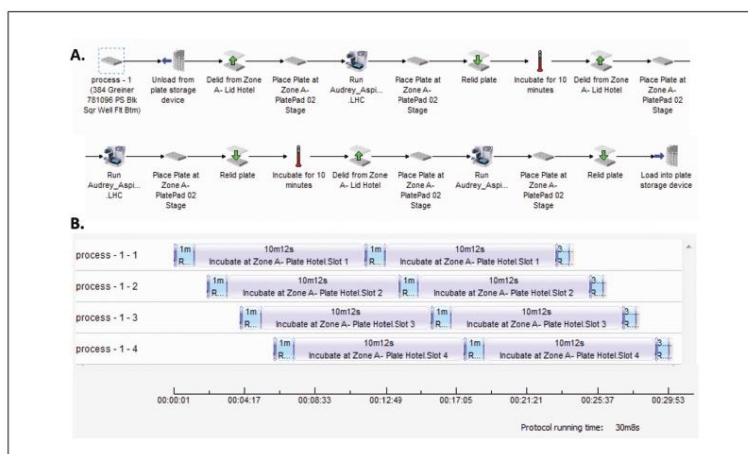 A.
process - 1
(384 Greiner
781096 PS Blk
Sqr Well Flt Btm)
Unload from
plate storage
device
Delid from Zone
A- Lid Hotel
Place Plate at
Zone A-
PlatePad 02
Stage
Run
Audrey_Aspi...
.LHC
Place Plate at
Zone A-
PlatePad 02
Stage
Relid plate
Incubate for 10
minutes
Delid from Zone
A- Lid Hotel
Place Plate at
Zone A-
PlatePad 02
Stage
Run
Audrey_Aspi...
.LHC
Place Plate at
Zone A-
PlatePad 02
Stage
Relid plate
Incubate for 10
minutes
Delid from Zone
A- Lid Hotel
Place Plate at
Zone A-
PlatePad 02
Stage
Run
Audrey_Aspi...
.LHC
Place Plate at
Zone A-
PlatePad 02
Stage
Relid plate
Load into plate
storage device
B.
process - 1 - 1
1m
R...
10m12s
Incubate at Zone A- Plate Hotel.Slot 1
1m
R...
10m12s
Incubate at Zone A- Plate Hotel.Slot 1
3...
R...
process - 1 - 2
1m
R...
10m12s
Incubate at Zone A- Plate Hotel.Slot 2
1m
R...
10m12s
Incubate at Zone A- Plate Hotel.Slot 2
3...
R...
process - 1 - 3
1m
R...
10m12s
Incubate at Zone A- Plate Hotel.Slot 3
1m
R...
10m12s
Incubate at Zone A- Plate Hotel.Slot 3
3...
R...
process - 1 - 4
1m
R...
10m12s
Incubate at Zone A- Plate Hotel.Slot 4
1m
R...
10m12s
Incubate at Zone A- Plate Hotel.Slot 4
3...
R...
00:00:01 00:04:17 00:08:33 00:12:49 00:17:05 00:21:21 00:25:37 00:29:53
Protocol running time: 30m8s